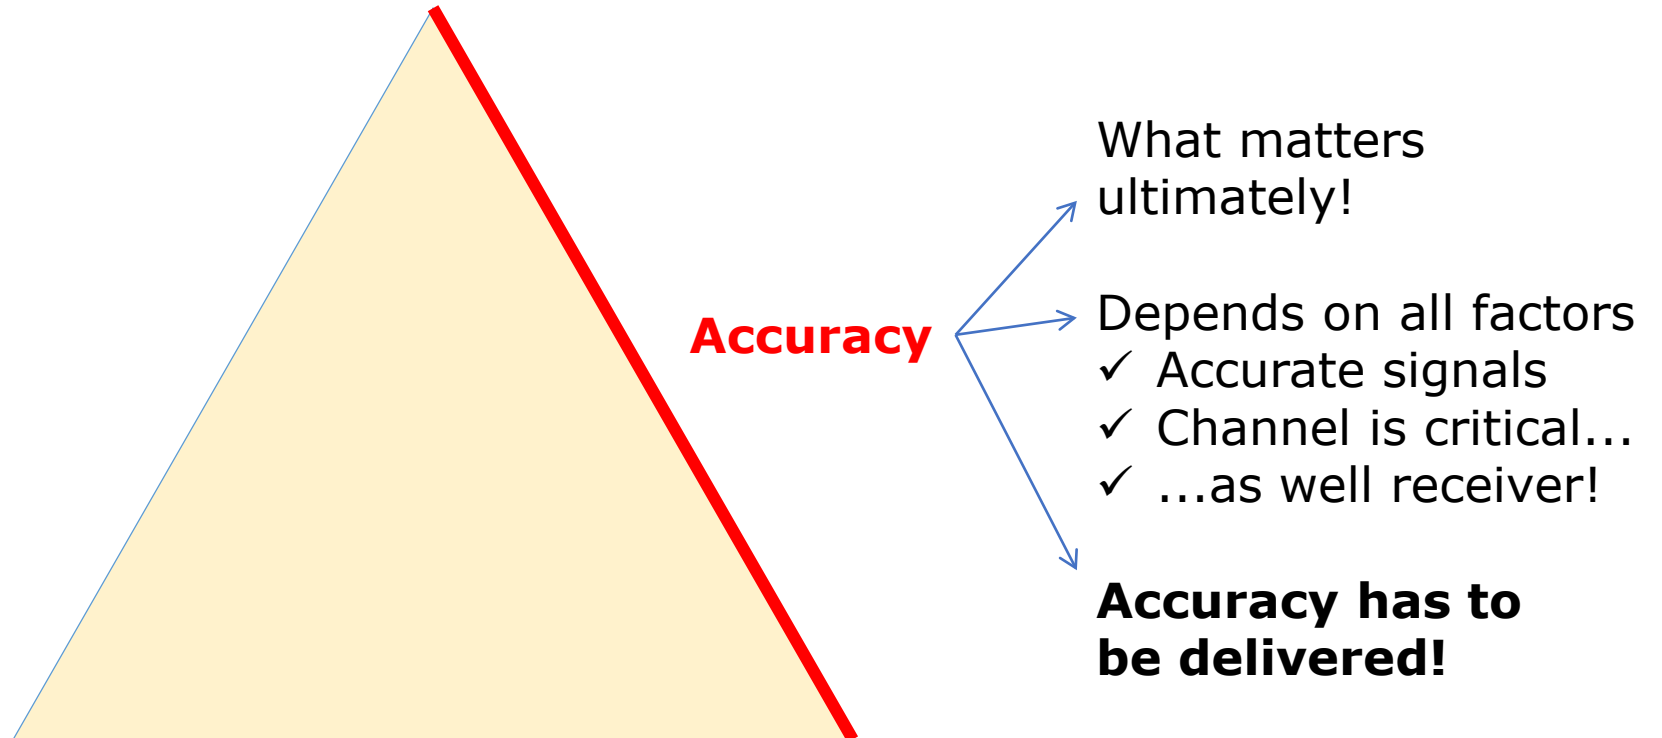 Accuracy
What matters
ultimately!
Depends on all factors
✓ Accurate signals
✓ Channel is critical…
✓ …as well receiver!
Accuracy has to
be delivered!